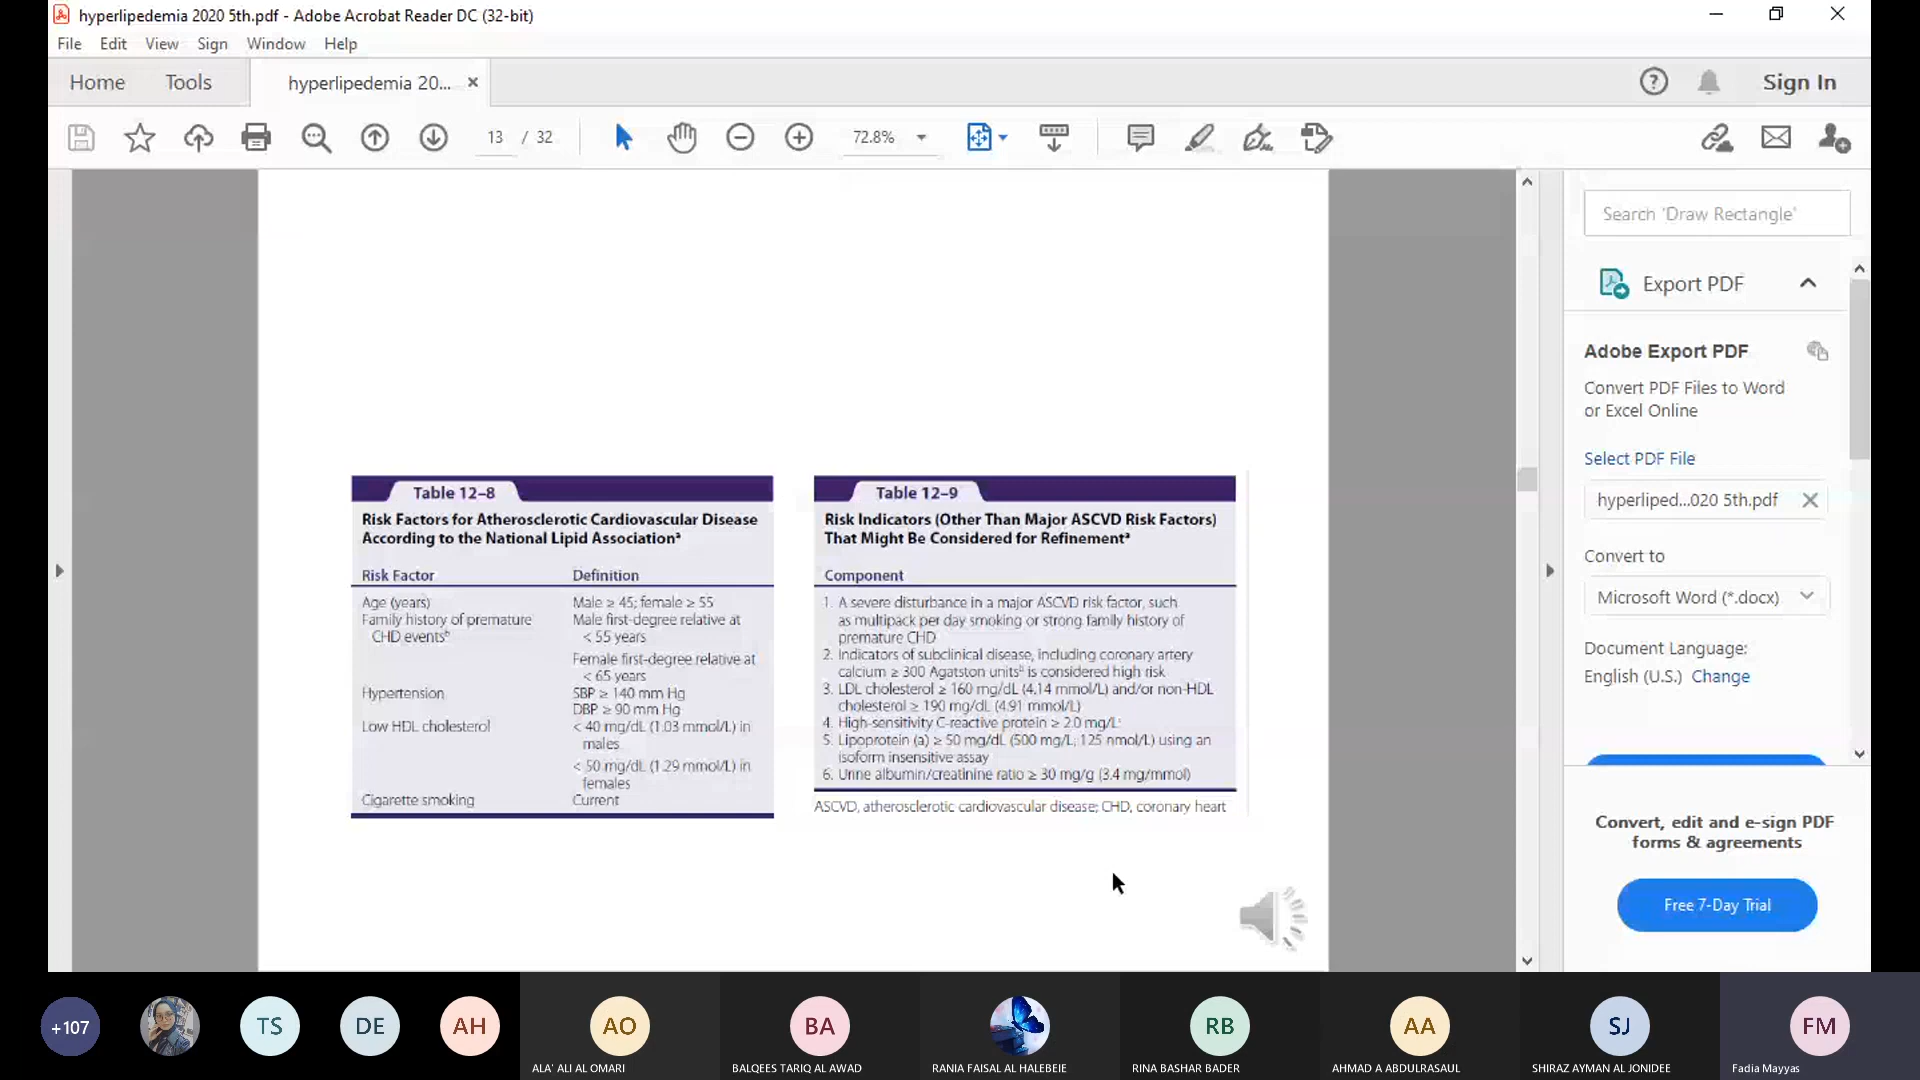 hyperlipedemia 2020 5th.pdf - Adobe Acrobat Reader DC (32-bit)
File Edit View Sign Window Help
Home Tools hyperlipedemia 20... Sign In
13 / 32 72.8%
Table 12–8
Risk Factors for Atherosclerotic Cardiovascular Disease
According to the National Lipid Associationᵃ
Risk Factor Definition
Age (years) Male ≥ 45; female ≥ 55
Family history of premature Male first-degree relative at
CHD eventsᵇ < 55 years
Female first-degree relative at
< 65 years
Hypertension SBP ≥ 140 mm Hg
DBP ≥ 90 mm Hg
Low HDL cholesterol < 40 mg/dL (1.03 mmol/L) in
males
< 50 mg/dL (1.29 mmol/L) in
females
Cigarette smoking Current
Table 12–9
Risk Indicators (Other Than Major ASCVD Risk Factors)
That Might Be Considered for Refinementᵃ
Component
1. A severe disturbance in a major ASCVD risk factor, such
as multipack per day smoking or strong family history of
premature CHD
2. Indicators of subclinical disease, including coronary artery
calcium ≥ 300 Agatston unitsᵇ is considered high risk
3. LDL cholesterol ≥ 160 mg/dL (4.14 mmol/L) and/or non-HDL
cholesterol ≥ 190 mg/dL (4.91 mmol/L)
4. High-sensitivity C-reactive protein ≥ 2.0 mg/L
5. Lipoprotein (a) ≥ 50 mg/dL (500 mg/L; 125 nmol/L) using an
isoform insensitive assay
6. Urine albumin/creatinine ratio ≥ 30 mg/g (3.4 mg/mmol)
ASCVD, atherosclerotic cardiovascular disease; CHD, coronary heart
Search 'Draw Rectangle'
Export PDF
Adobe Export PDF
Convert PDF Files to Word
or Excel Online
Select PDF File
hyperliped...020 5th.pdf
Convert to
Microsoft Word (*.docx)
Document Language:
English (U.S.) Change
Convert, edit and e-sign PDF
forms & agreements
Free 7-Day Trial
+107 TS DE AH AO BA RB AA SJ FM
ALA' ALI AL OMARI BALQEES TARIQ AL AWAD RANIA FAISAL AL HALEBEIE RINA BASHAR BADER AHMAD A ABDULRASAUL SHIRAZ AYMAN AL JONIDEE Fadia Mayyas